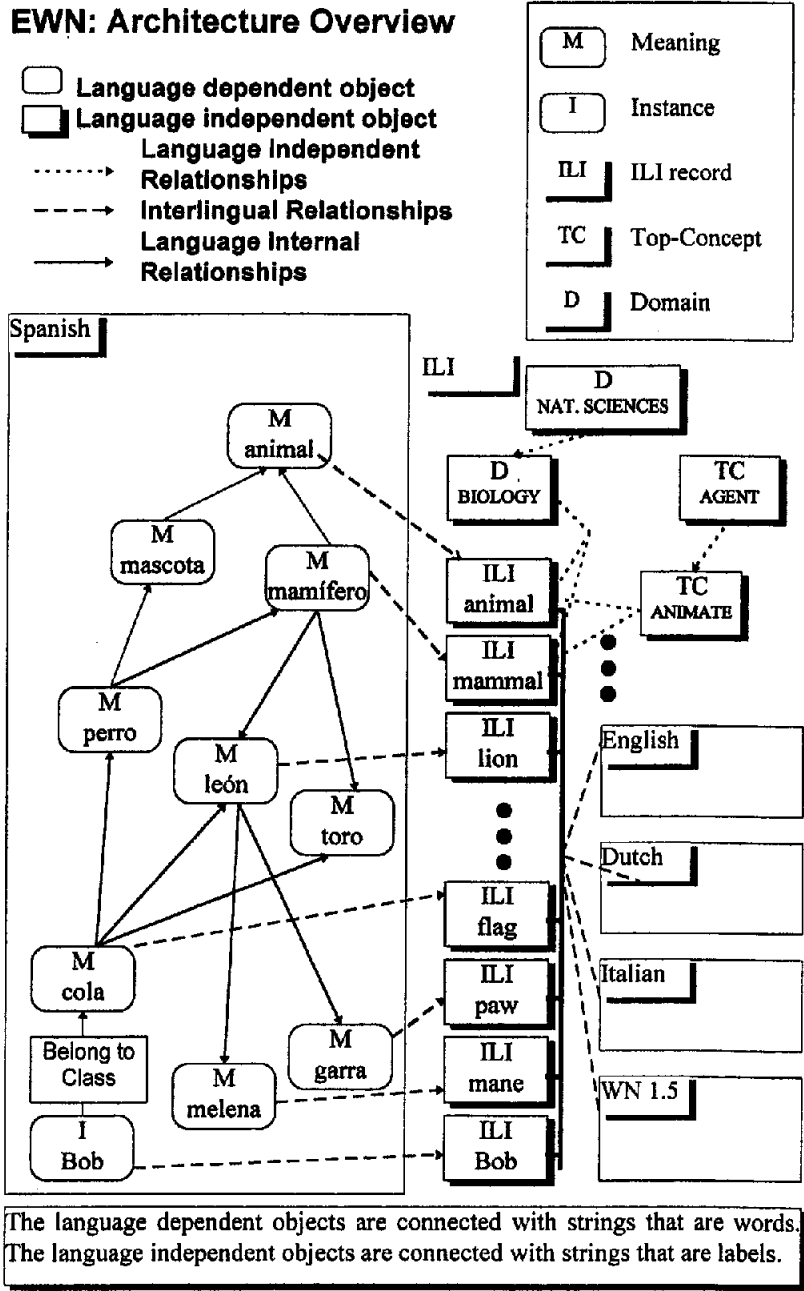 EWN: Architecture Overview
Language dependent object
Language independent object
Language Independent
Relationships
Interlingual Relationships
Language Internal
Relationships
M
Meaning
I
Instance
ILI
ILI record
TC
Top-Concept
D
Domain
Spanish
M
animal
M
mascota
M
mamífero
M
perro
M
león
M
toro
M
cola
Belong to
Class
I
Bob
M
melena
M
garra
ILI
D
NAT. SCIENCES
D
BIOLOGY
TC
AGENT
ILI
animal
TC
ANIMATE
ILI
mammal
ILI
lion
ILI
flag
ILI
paw
ILI
mane
ILI
Bob
English
Dutch
Italian
WN 1.5
The language dependent objects are connected with strings that are words.
The language independent objects are connected with strings that are labels.